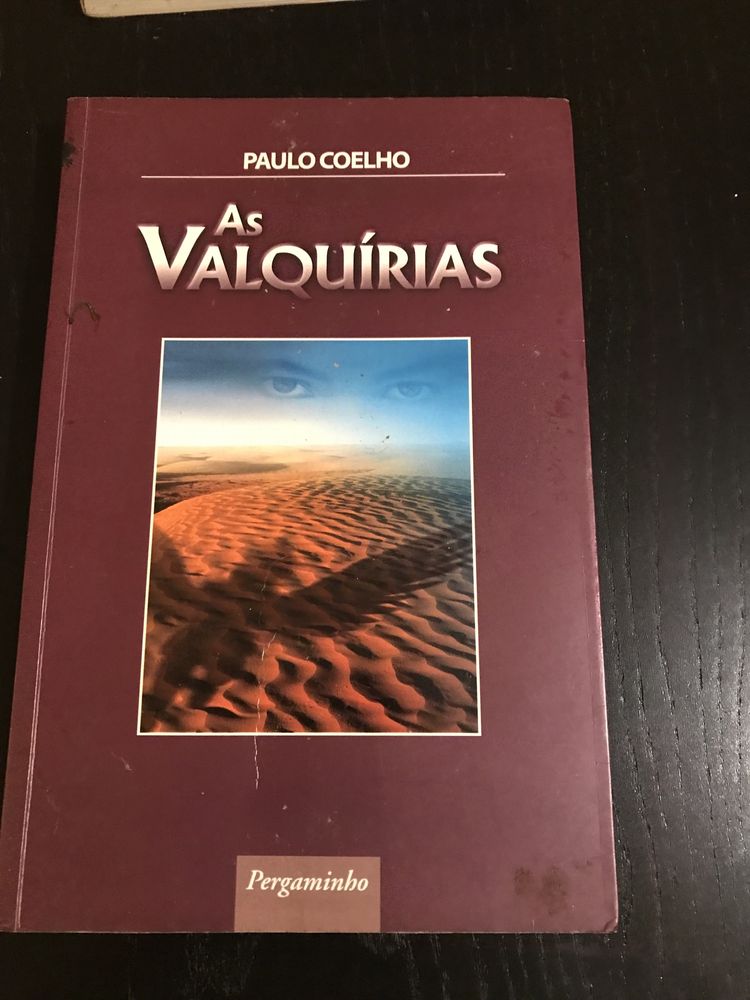 PAULO COELHO
As
VALQUÍRIAS
Pergaminho